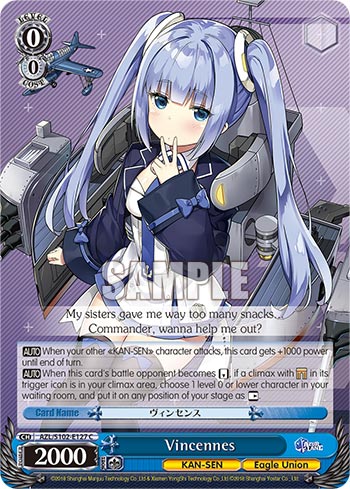 LEVEL
0
0
COST
SAMPLE
My sisters gave me way too many snacks...
Commander, wanna help me out?
AUTO When your other «KAN-SEN» character attacks, this card gets +1000 power
until end of turn.
AUTO When this card's battle opponent becomes [ ], if a climax with in its
trigger icon is in your climax area, choose 1 level 0 or lower character in your
waiting room, and put it on any position of your stage as
Card Name ヴィンセンス
CH AZL/S102-E127 C
Vincennes
POWER 2000
KAN-SEN Eagle Union